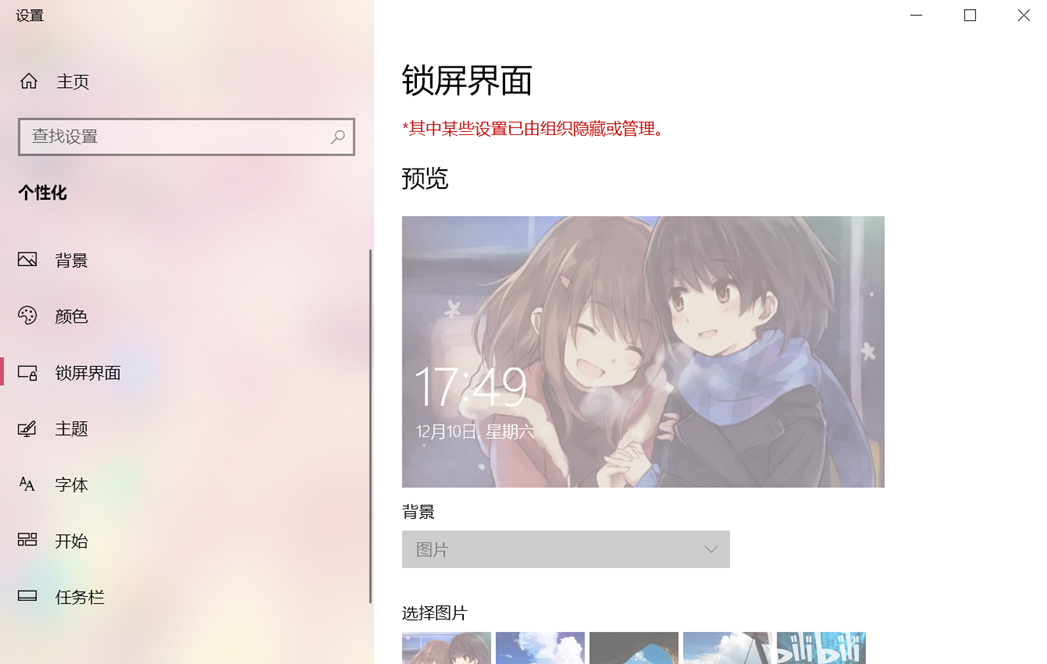 设置
主页
查找设置
个性化
背景
颜色
锁屏界面
主题
字体
开始
任务栏
锁屏界面
*其中某些设置已由组织隐藏或管理。
预览
17:49
12月10日, 星期六
背景
图片
选择图片
bilibili